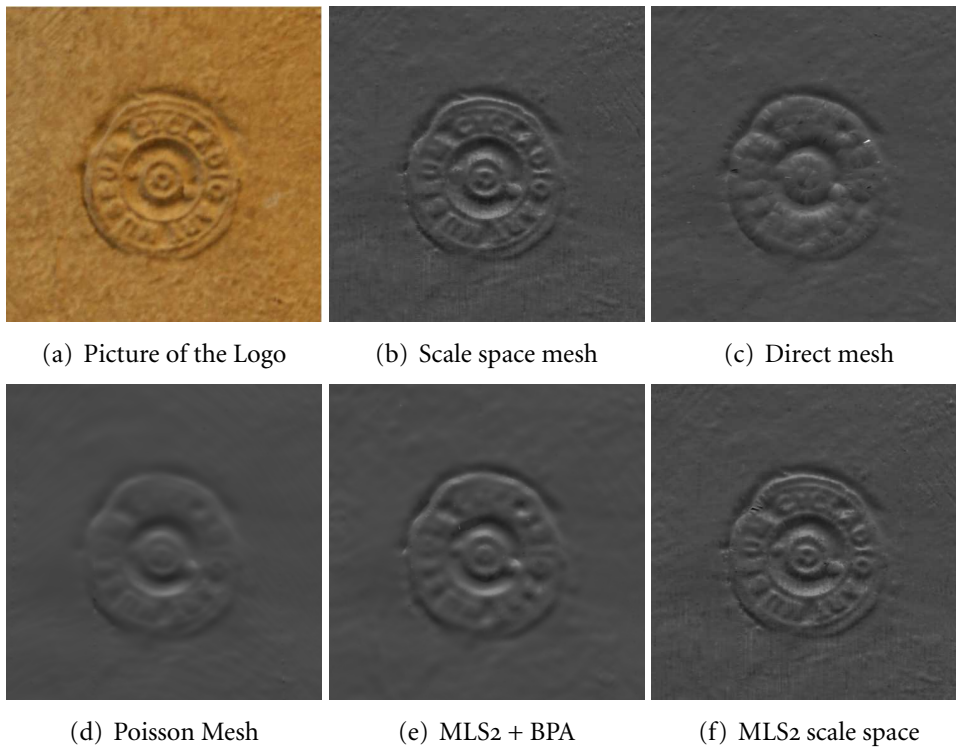 (a) Picture of the Logo
(b) Scale space mesh
(c) Direct mesh
(d) Poisson Mesh
(e) MLS2 + BPA
(f) MLS2 scale space